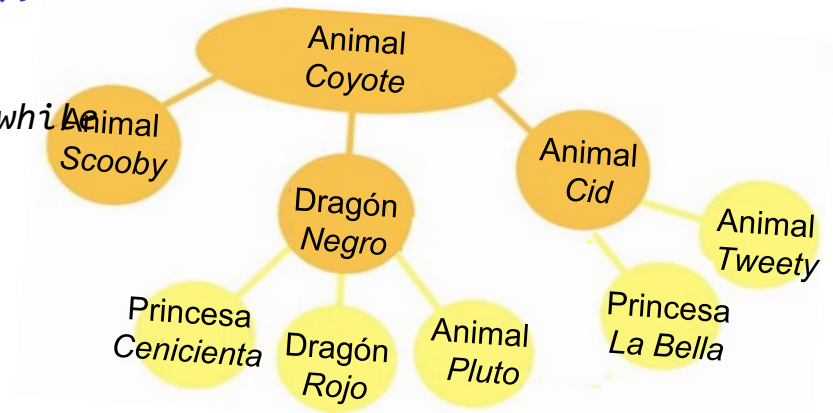 Animal
Coyote
while
Animal
Scooby
Dragón
Negro
Animal
Cid
Animal
Tweety
Princesa
Cenicienta
Dragón
Rojo
Animal
Pluto
Princesa
La Bella